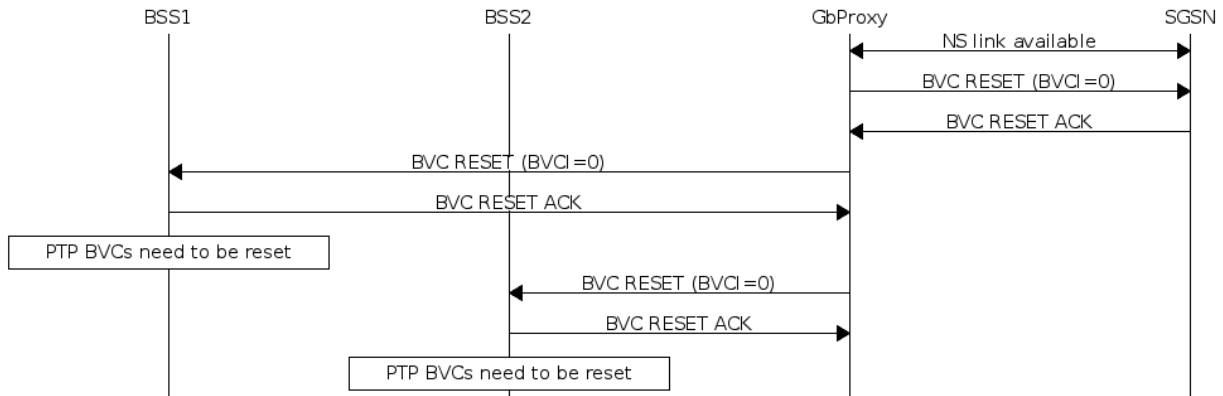 BSS1 BSS2 GbProxy SGSN
NS link available
BVC RESET (BVCI=0)
BVC RESET ACK
BVC RESET (BVCI=0)
BVC RESET ACK
PTP BVCs need to be reset
BVC RESET (BVCI=0)
BVC RESET ACK
PTP BVCs need to be reset